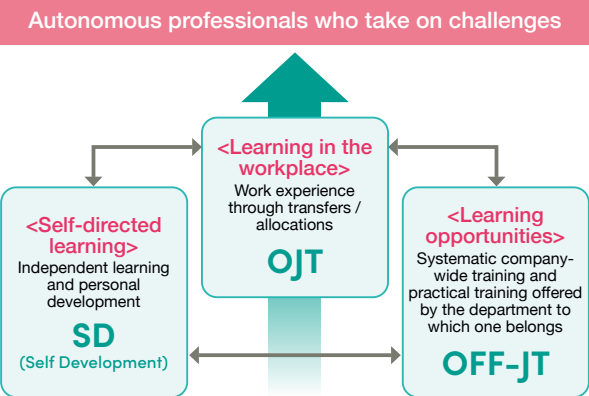 Autonomous professionals who take on challenges
<Learning in the
workplace>
Work experience
through transfers /
allocations
OJT
<Self-directed
learning>
Independent learning
and personal
development
SD
(Self Development)
<Learning
opportunities>
Systematic company-
wide training and
practical training offered
by the department to
which one belongs
OFF-JT